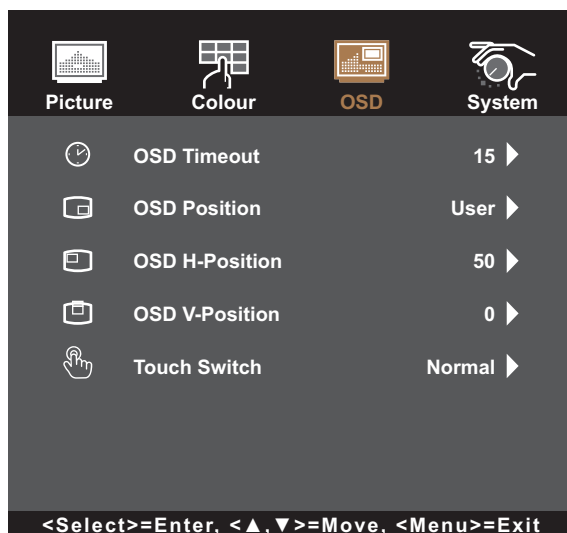 Picture Colour OSD System
OSD Timeout 15
OSD Position User
OSD H-Position 50
OSD V-Position 0
Touch Switch Normal
<Select>=Enter, <▲,▼>=Move, <Menu>=Exit